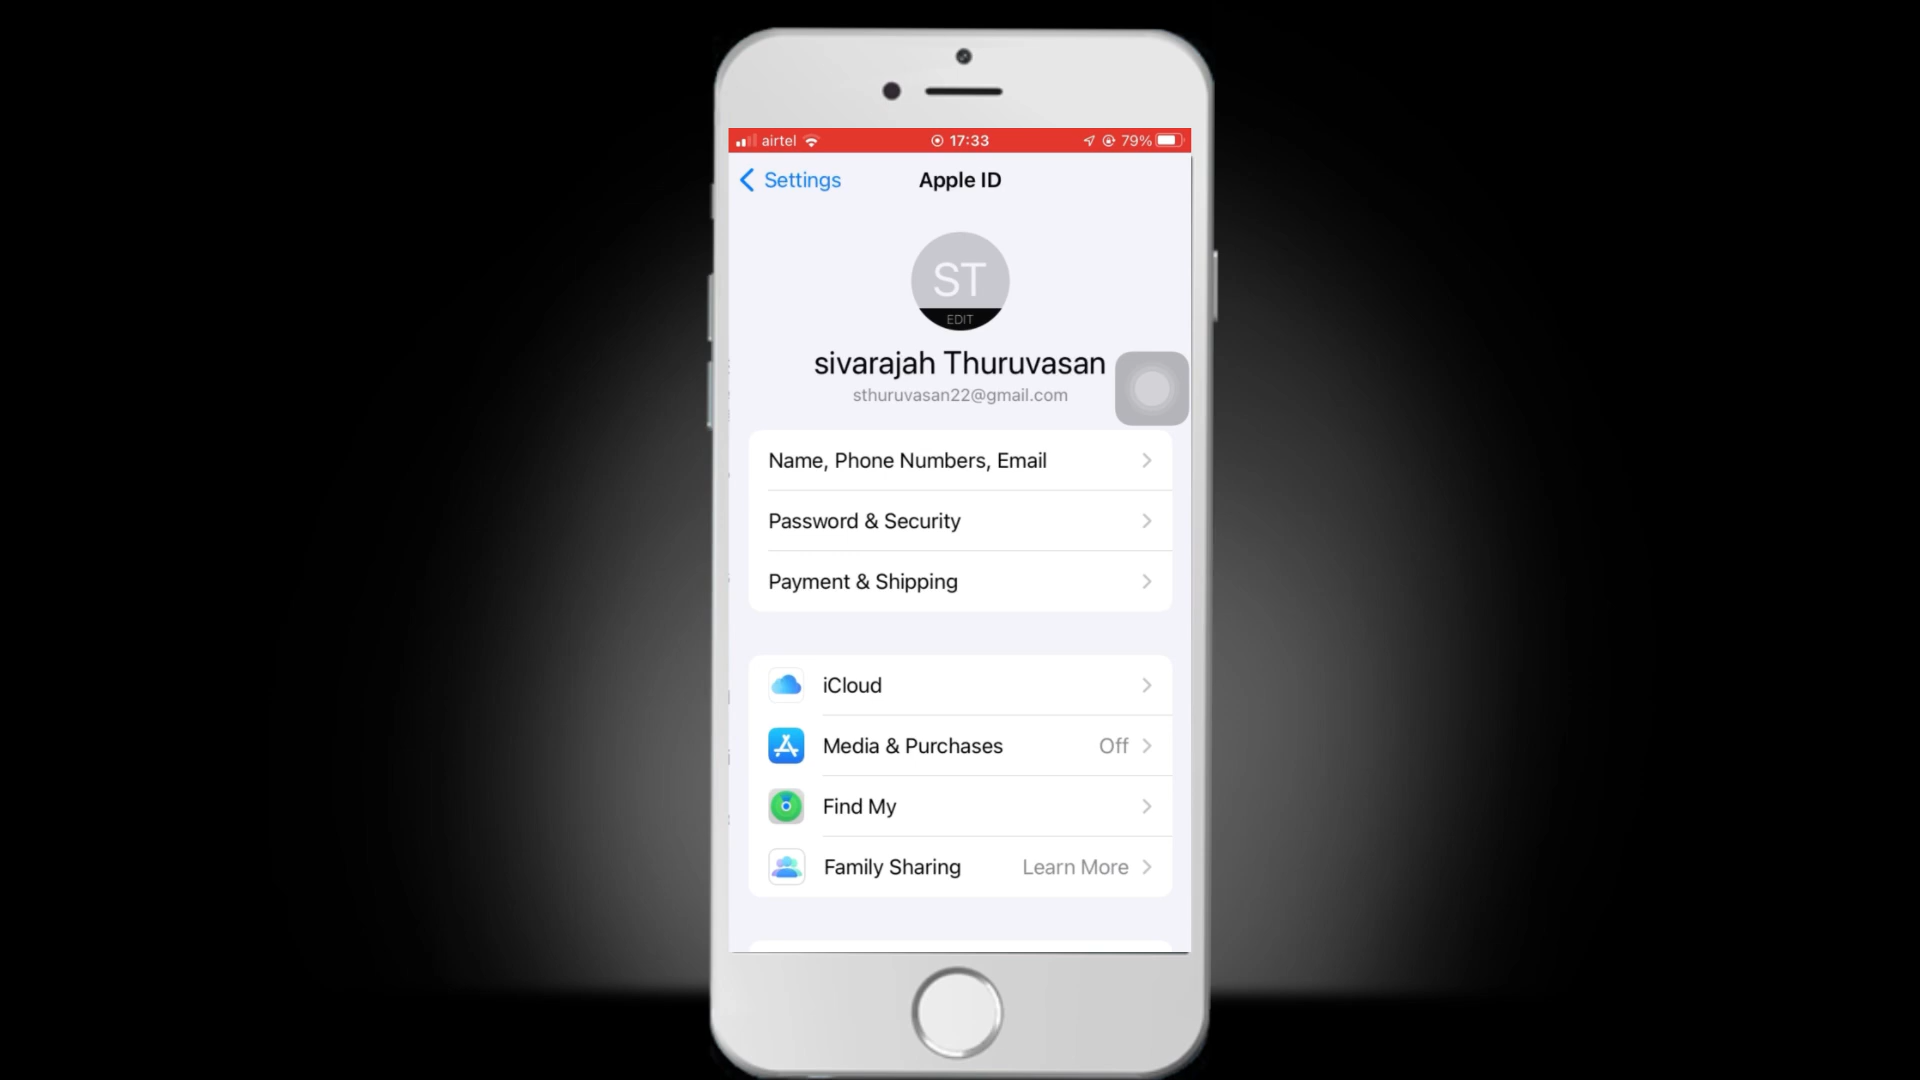 airtel 17:33 79%
Settings Apple ID
ST
EDIT
sivarajah Thuruvasan
sthuruvasan22@gmail.com
Name, Phone Numbers, Email
Password & Security
Payment & Shipping
iCloud
Media & Purchases Off
Find My
Family Sharing Learn More